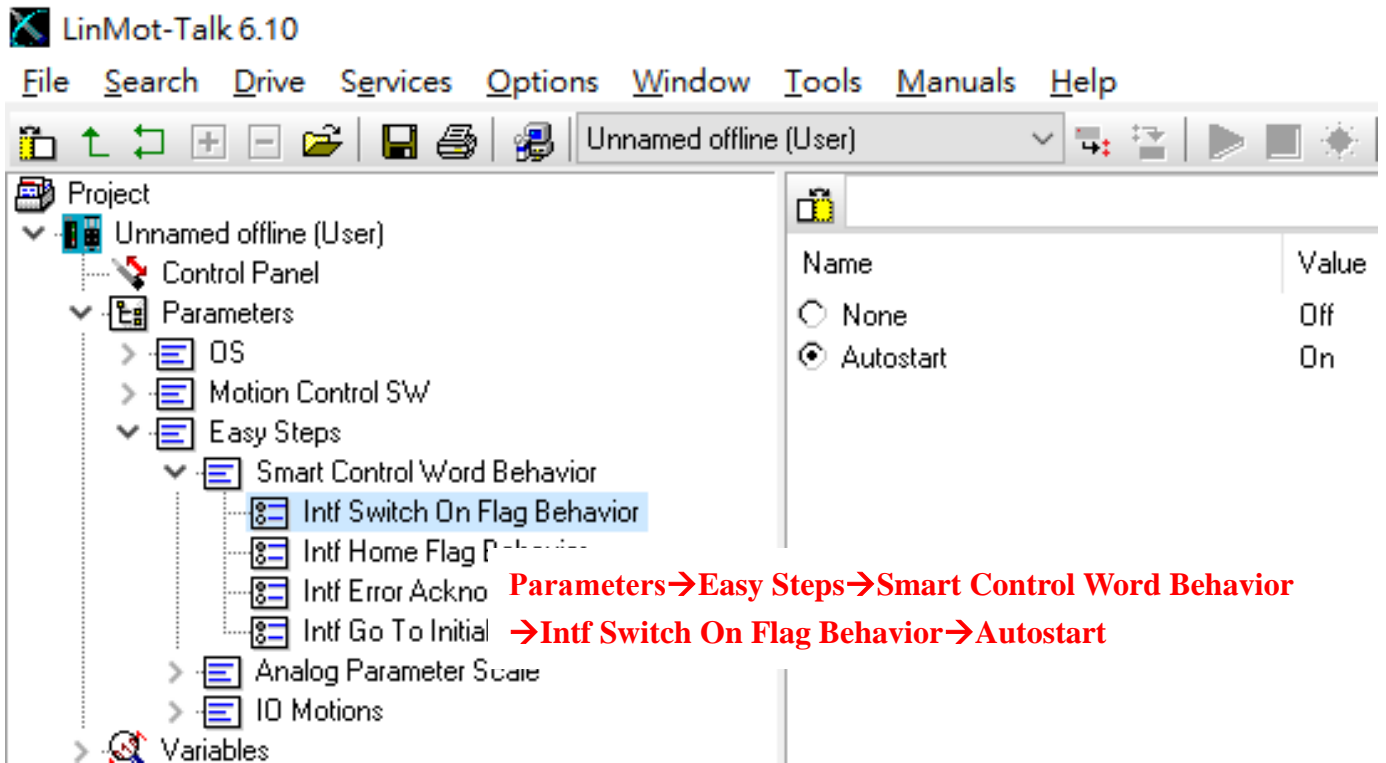 LinMot-Talk 6.10
File Search Drive Services Options Window Tools Manuals Help
Unnamed offline (User)
Project
Unnamed offline (User)
Control Panel
Parameters
OS
Motion Control SW
Easy Steps
Smart Control Word Behavior
Intf Switch On Flag Behavior
Intf Home Flag
Intf Error Ackno
Intf Go To Initial
Analog Parameter Scale
IO Motions
Variables
Name Value
None Off
Autostart On
Parameters→Easy Steps→Smart Control Word Behavior
→Intf Switch On Flag Behavior→Autostart